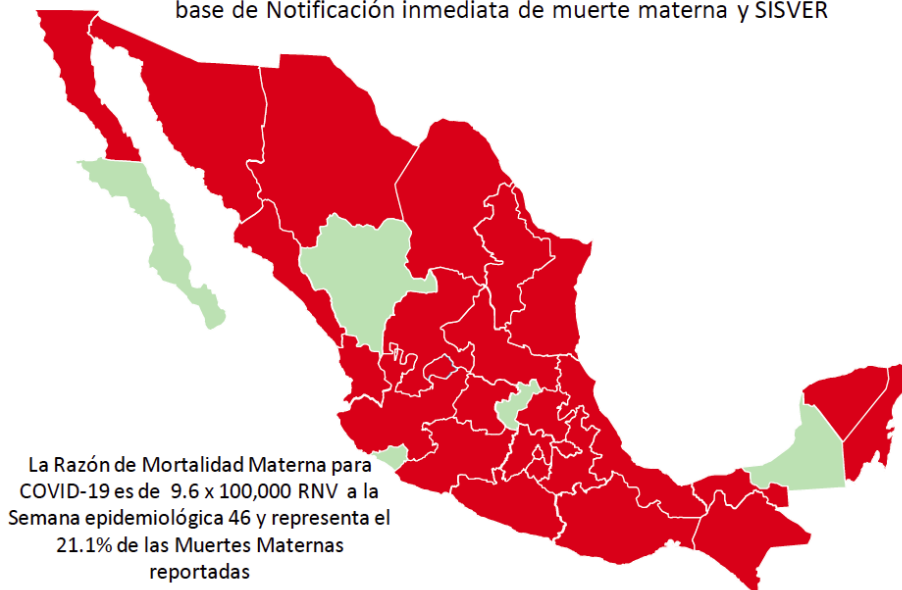 base de Notificación inmediata de muerte materna y SISVER
La Razón de Mortalidad Materna para
COVID-19 es de 9.6 x 100,000 RNV a la
Semana epidemiológica 46 y representa el
21.1% de las Muertes Maternas
reportadas